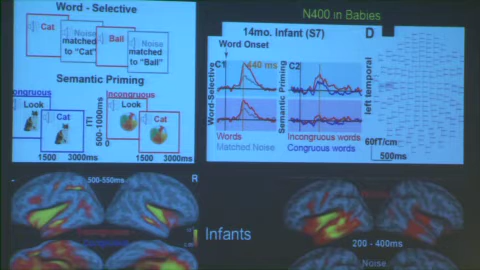 Word - Selective
Cat
Noise
matched
to "Cat"
Ball
Noise
matched
to "Ball"
Semantic Priming
Incongruous
Look
Cat
Look
Cat
ITI
500-1000ms
1500
3000ms
1500
3000ms
N400 in Babies
14mo. Infant (S7)
Word Onset
C1
440 ms
C2
Word-Selective
Semantic Priming
Words
Matched Noise
Incongruous words
Congruous words
D
left temporal
60fT/cm
500ms
500-550ms
R
Incongruous
Congruous
Infants
200 - 400ms
Noise